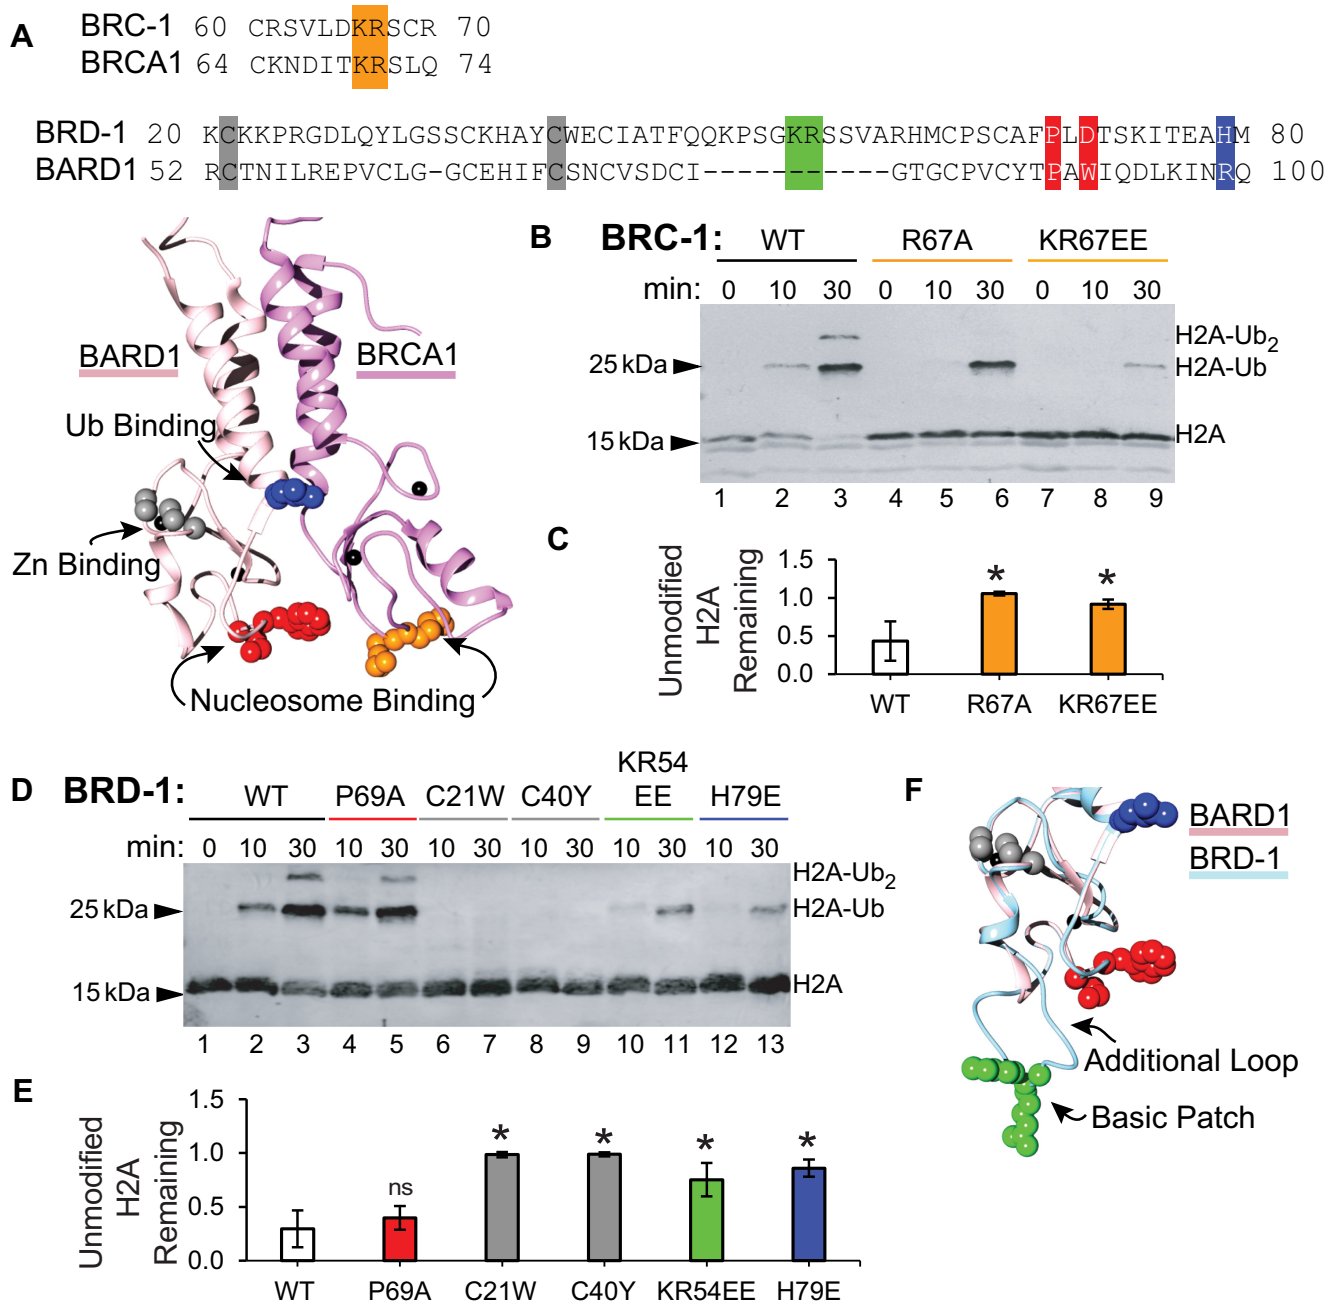 A
BRC-1 60 CRSVLDKRSCR 70
BRCA1 64 CKNDITKRSLQ 74
BRD-1 20 KCKKPRGDLQYLGSSCKHAYCWECIATFQQKPSGKRSSVARHMCPSCAFPLDTSKITEAHM 80
BARD1 52 RCTNILREPVCLG-GCEHIFCSNCVSDCI-----------GTGCPVCYTPAWIQDLKINRQ 100
BARD1
BRCA1
Ub Binding
Zn Binding
Nucleosome Binding
B
BRC-1: WT R67A KR67EE
min: 0 10 30 0 10 30 0 10 30
H2A-Ub2
25 kDa
H2A-Ub
15 kDa
H2A
1 2 3 4 5 6 7 8 9
C
Unmodified
H2A
Remaining
1.5
1.0
0.5
0.0
* *
WT R67A KR67EE
D
BRD-1: WT P69A C21W C40Y KR54 EE H79E
min: 0 10 30 10 30 10 30 10 30 10 30 10 30
H2A-Ub2
25 kDa
H2A-Ub
15 kDa
H2A
1 2 3 4 5 6 7 8 9 10 11 12 13
E
Unmodified
H2A
Remaining
1.5
1.0
0.5
0.0
ns * * * *
WT P69A C21W C40Y KR54EE H79E
F
BARD1
BRD-1
Additional Loop
Basic Patch